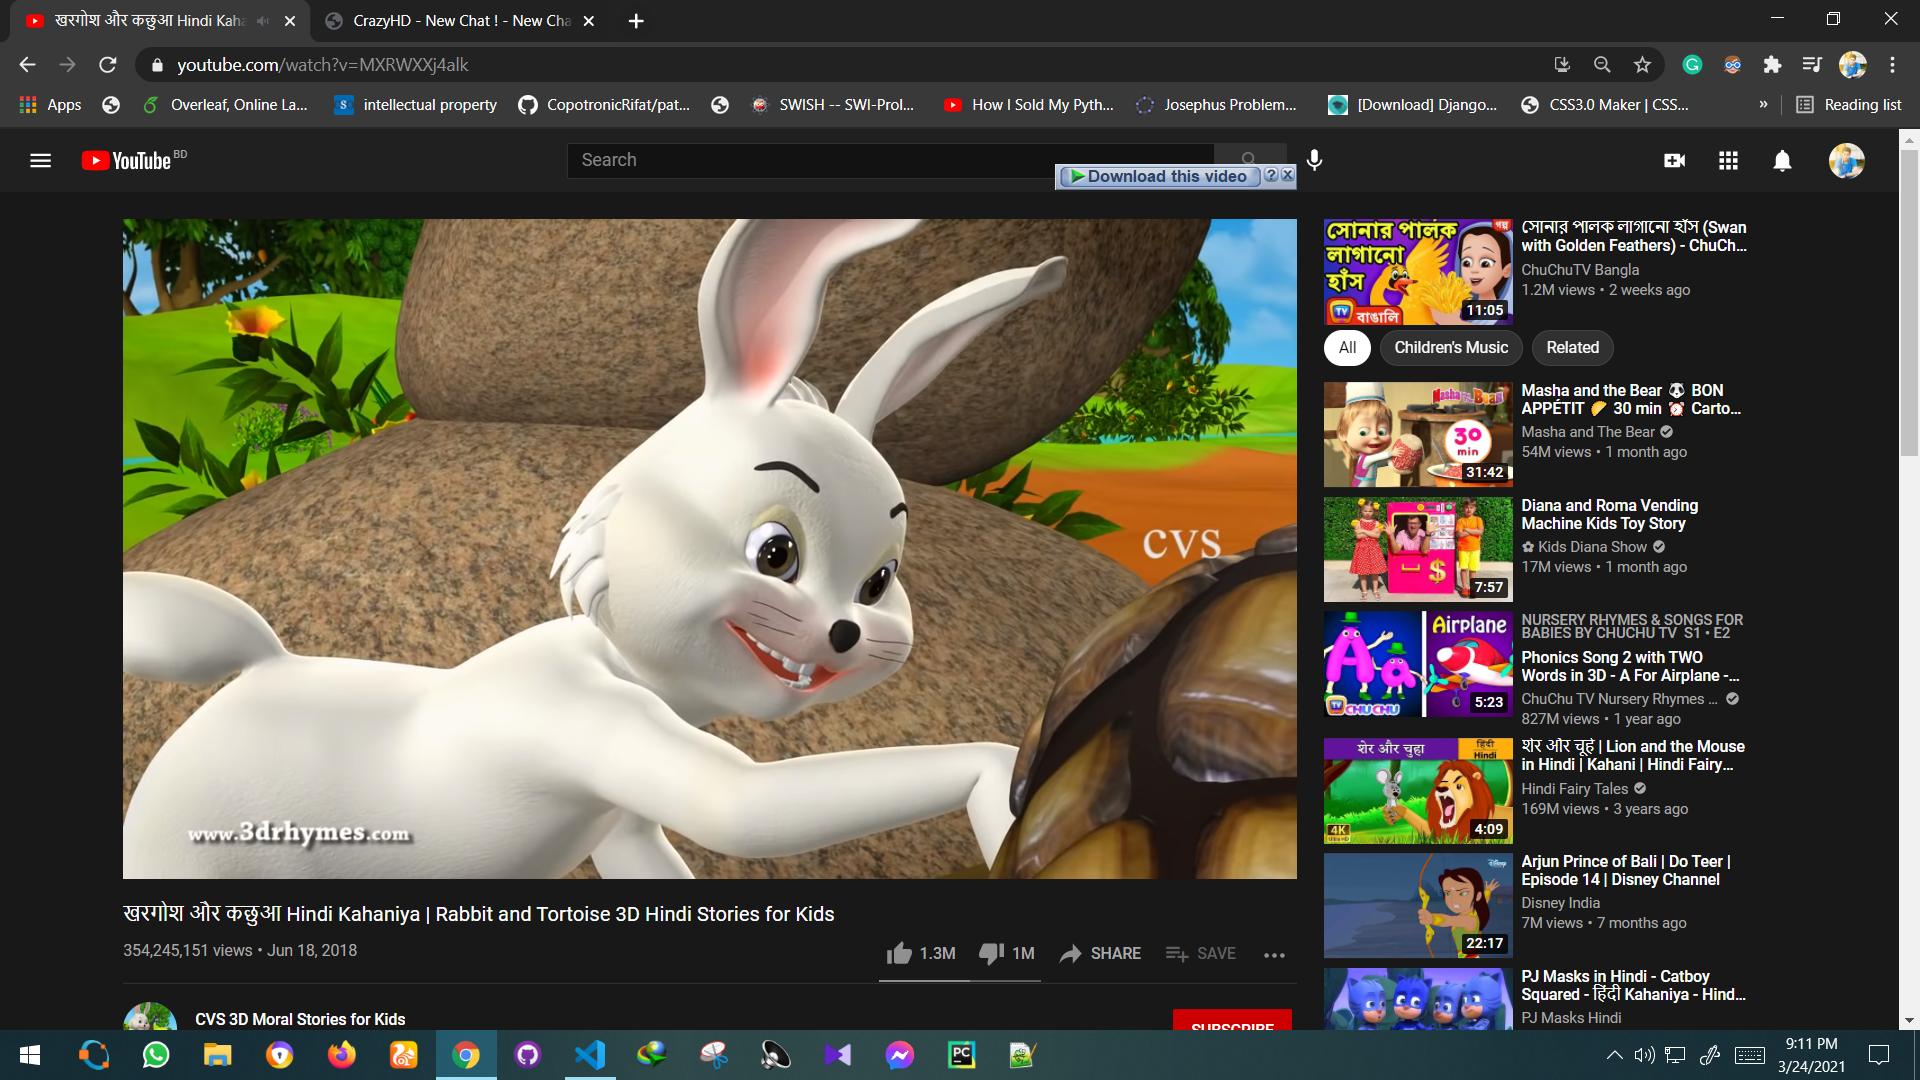 खरगोश और कछुआ Hindi Kaha
CrazyHD - New Chat ! - New Cha
youtube.com/watch?v=MXRWXXj4alk
Apps
Overleaf, Online La...
intellectual property
CopotronicRifat/pat...
SWISH -- SWI-Prol...
How I Sold My Pyth...
Josephus Problem...
[Download] Django...
CSS3.0 Maker | CSS...
»
Reading list
YouTube BD
Search
Download this video
cvs
www.3drhymes.com
खरगोश और कछुआ Hindi Kahaniya | Rabbit and Tortoise 3D Hindi Stories for Kids
354,245,151 views • Jun 18, 2018
1.3M
1M
SHARE
SAVE
CVS 3D Moral Stories for Kids
SUBSCRIBE
সোনার পালক
লাগানো
হাঁস
গল্প
TV বাঙালি
11:05
সোনার পালক লাগানো হাঁস (Swan
with Golden Feathers) - ChuCh...
ChuChuTV Bangla
1.2M views • 2 weeks ago
All
Children's Music
Related
Masha and the Bear
30
min
31:42
Masha and the Bear 🐼 BON
APPÉTIT 🌮 30 min ⏰ Carto...
Masha and The Bear
54M views • 1 month ago
$
7:57
Diana and Roma Vending
Machine Kids Toy Story
✿ Kids Diana Show
17M views • 1 month ago
Aa
Airplane
TV CHUCHU
5:23
NURSERY RHYMES & SONGS FOR
BABIES BY CHUCHU TV S1 • E2
Phonics Song 2 with TWO
Words in 3D - A For Airplane -...
ChuChu TV Nursery Rhymes ...
827M views • 1 year ago
शेर और चुहा
हिंदी
Hindi
4K
4:09
शेर और चूहे | Lion and the Mouse
in Hindi | Kahani | Hindi Fairy...
Hindi Fairy Tales
169M views • 3 years ago
Disney
22:17
Arjun Prince of Bali | Do Teer |
Episode 14 | Disney Channel
Disney India
7M views • 7 months ago
PJ Masks in Hindi - Catboy
Squared - हिंदी Kahaniya - Hind...
PJ Masks Hindi
PC
9:11 PM
3/24/2021